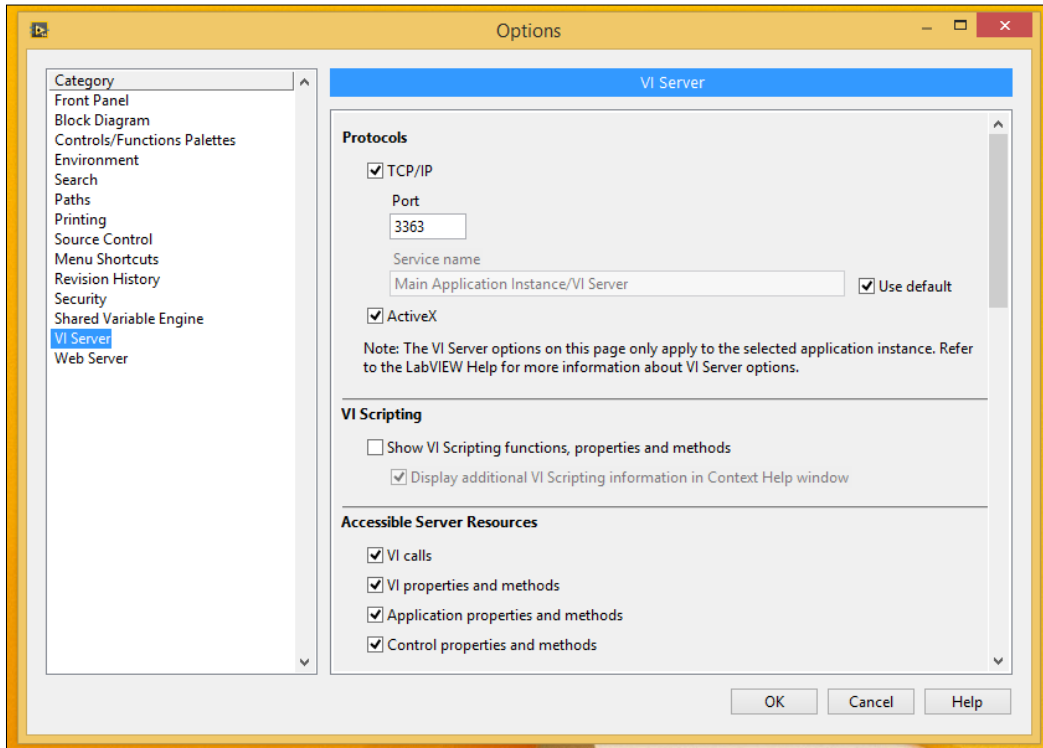 Options
Category
Front Panel
Block Diagram
Controls/Functions Palettes
Environment
Search
Paths
Printing
Source Control
Menu Shortcuts
Revision History
Security
Shared Variable Engine
VI Server
Web Server
VI Server
Protocols
TCP/IP
Port
3363
Service name
Main Application Instance/VI Server
Use default
ActiveX
Note: The VI Server options on this page only apply to the selected application instance. Refer
to the LabVIEW Help for more information about VI Server options.
VI Scripting
Show VI Scripting functions, properties and methods
Display additional VI Scripting information in Context Help window
Accessible Server Resources
VI calls
VI properties and methods
Application properties and methods
Control properties and methods
OK
Cancel
Help